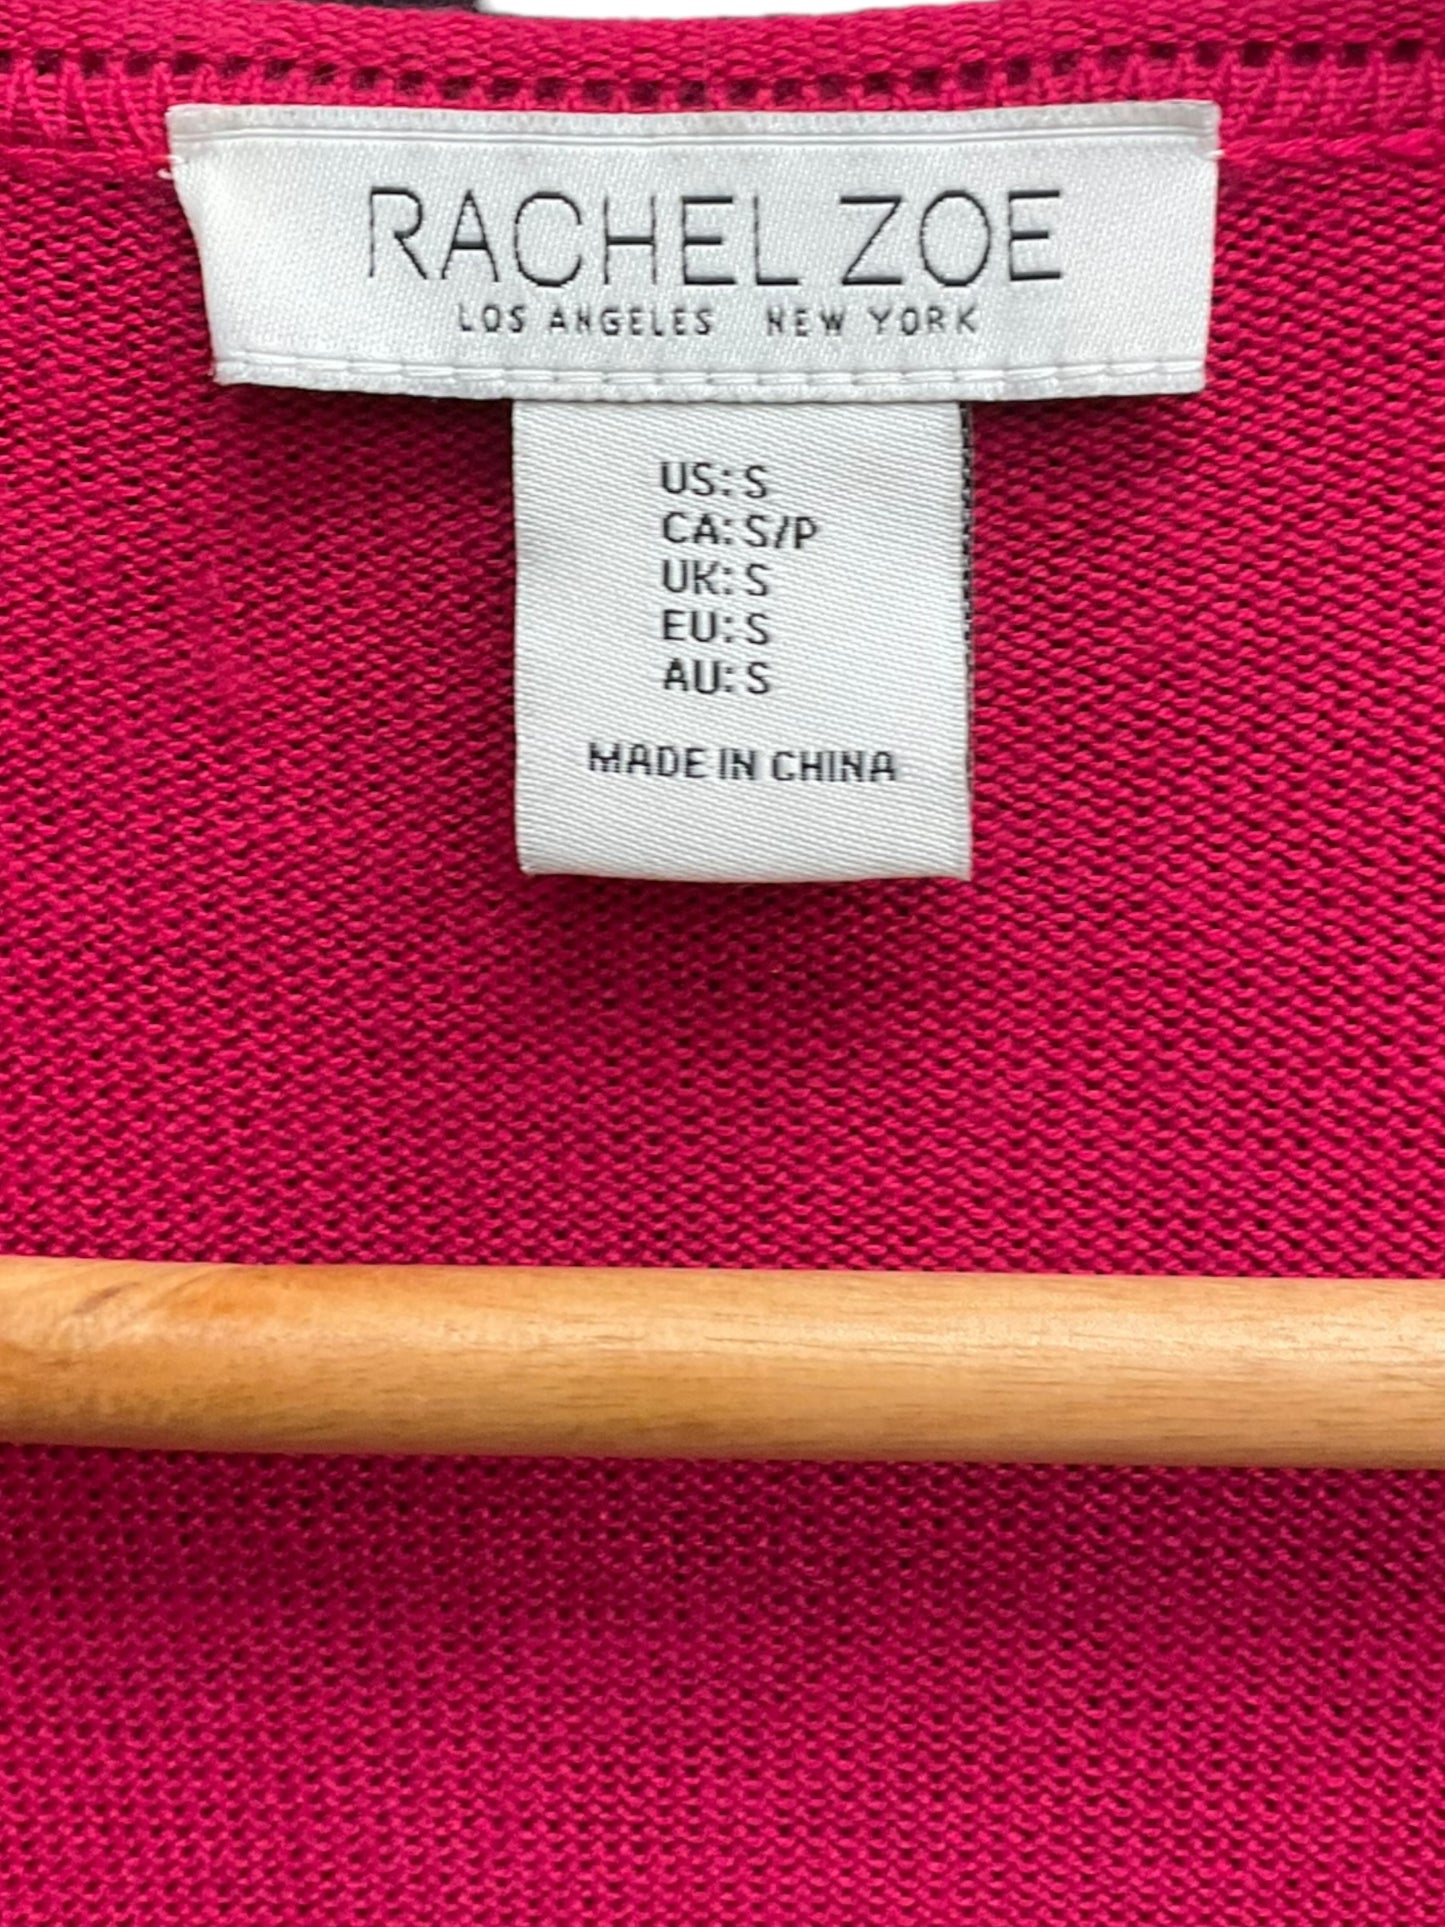 RACHEL ZOE
LOS ANGELES NEW YORK
US: S
CA: S/P
UK: S
EU: S
AU: S
MADE IN CHINA